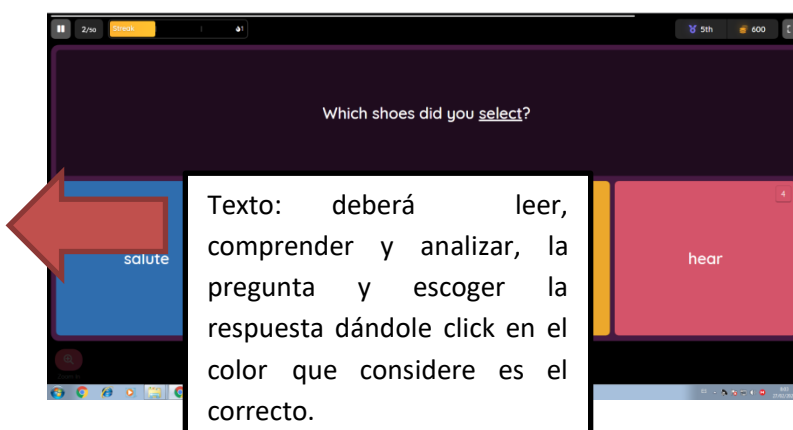 2/50 Streak 1 5th 600
Which shoes did you select?
4
salute
hear
Texto: deberá leer,
comprender y analizar, la
pregunta y escoger la
respuesta dándole click en el
color que considere es el
correcto.